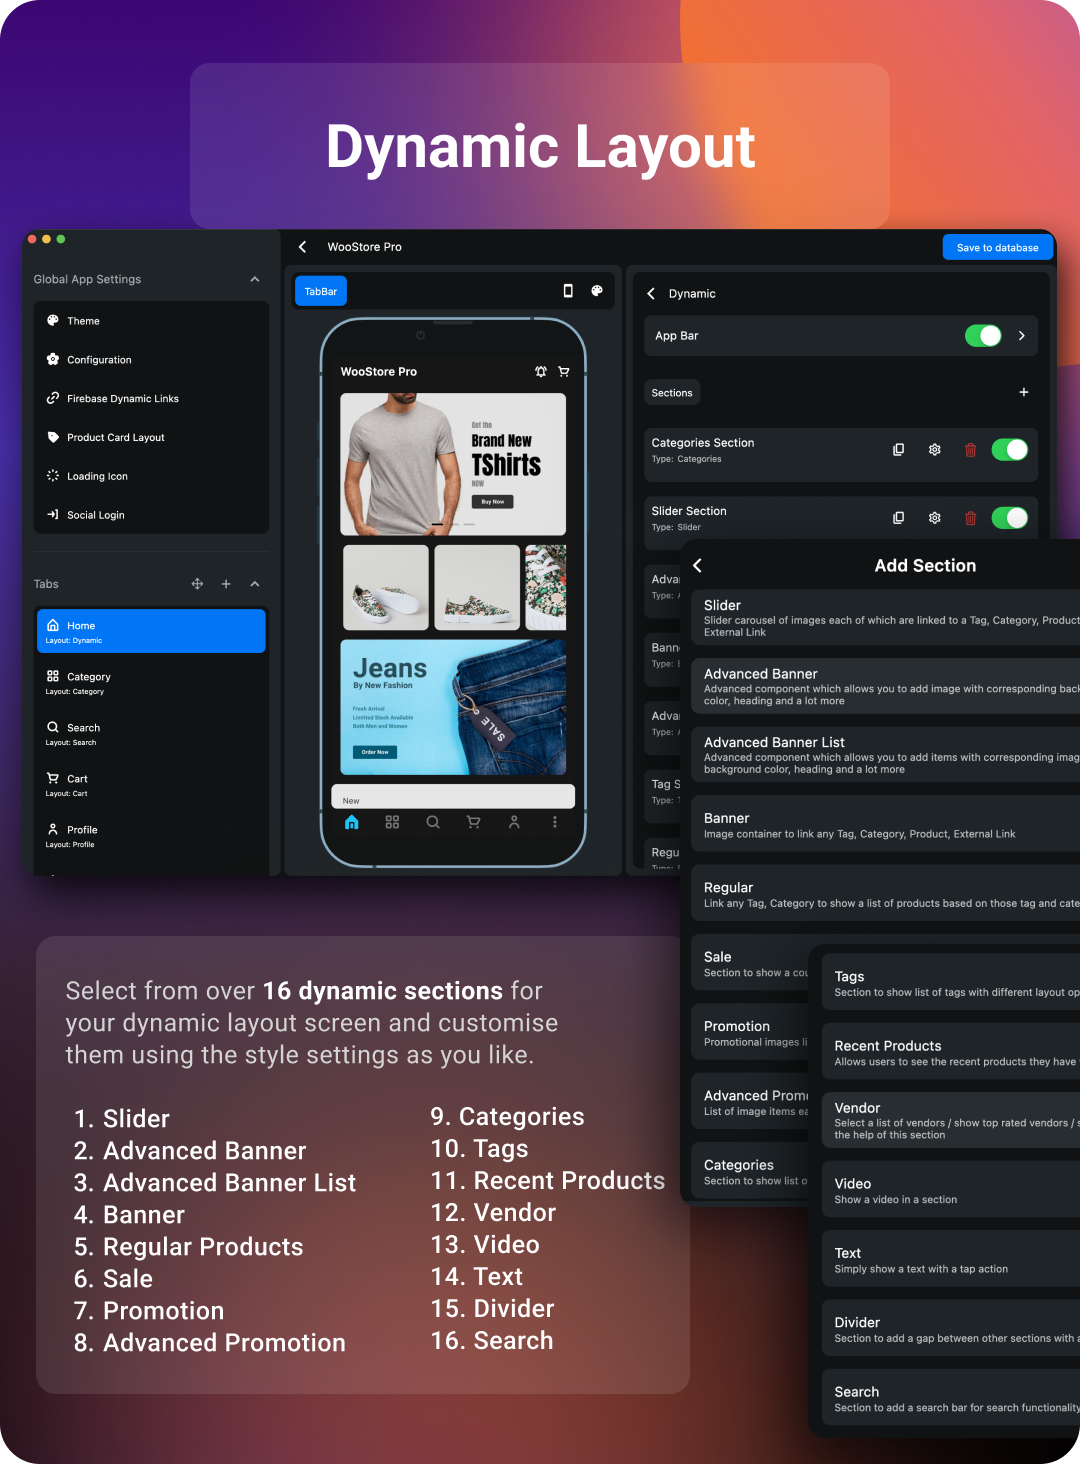 Dynamic Layout
WooStore Pro
Save to database
Global App Settings
Theme
Configuration
Firebase Dynamic Links
Product Card Layout
Loading Icon
Social Login
Tabs
Home
Layout: Dynamic
Category
Layout: Category
Search
Layout: Search
Cart
Layout: Cart
Profile
Layout: Profile
TabBar
WooStore Pro
Get the
Brand New
TShirts
NOW
Buy Now
Jeans
By New Fashion
Fresh Arrival
Limitted Stock Available
Both Men and Women
Order Now
SALE
New
Dynamic
App Bar
Sections
Categories Section
Type: Categories
Slider Section
Type: Slider
Adva
Type: A
Bann
Type: B
Adva
Type: A
Tag S
Type: T
Regu
Add Section
Slider
Slider carousel of images each of which are linked to a Tag, Category, Product
External Link
Advanced Banner
Advanced component which allows you to add image with corresponding back
color, heading and a lot more
Advanced Banner List
Advanced component which allows you to add items with corresponding imag
background color, heading and a lot more
Banner
Image container to link any Tag, Category, Product, External Link
Regular
Link any Tag, Category to show a list of products based on those tag and cate
Sale
Section to show a cou
Promotion
Promotional images li
Advanced Promo
List of image items ea
Categories
Section to show list o
Tags
Section to show list of tags with different layout op
Recent Products
Allows users to see the recent products they have
Vendor
Select a list of vendors / show top rated vendors / s
the help of this section
Video
Show a video in a section
Text
Simply show a text with a tap action
Divider
Section to add a gap between other sections with a
Search
Section to add a search bar for search functionality
Select from over 16 dynamic sections for
your dynamic layout screen and customise
them using the style settings as you like.
1. Slider
2. Advanced Banner
3. Advanced Banner List
4. Banner
5. Regular Products
6. Sale
7. Promotion
8. Advanced Promotion
9. Categories
10. Tags
11. Recent Products
12. Vendor
13. Video
14. Text
15. Divider
16. Search